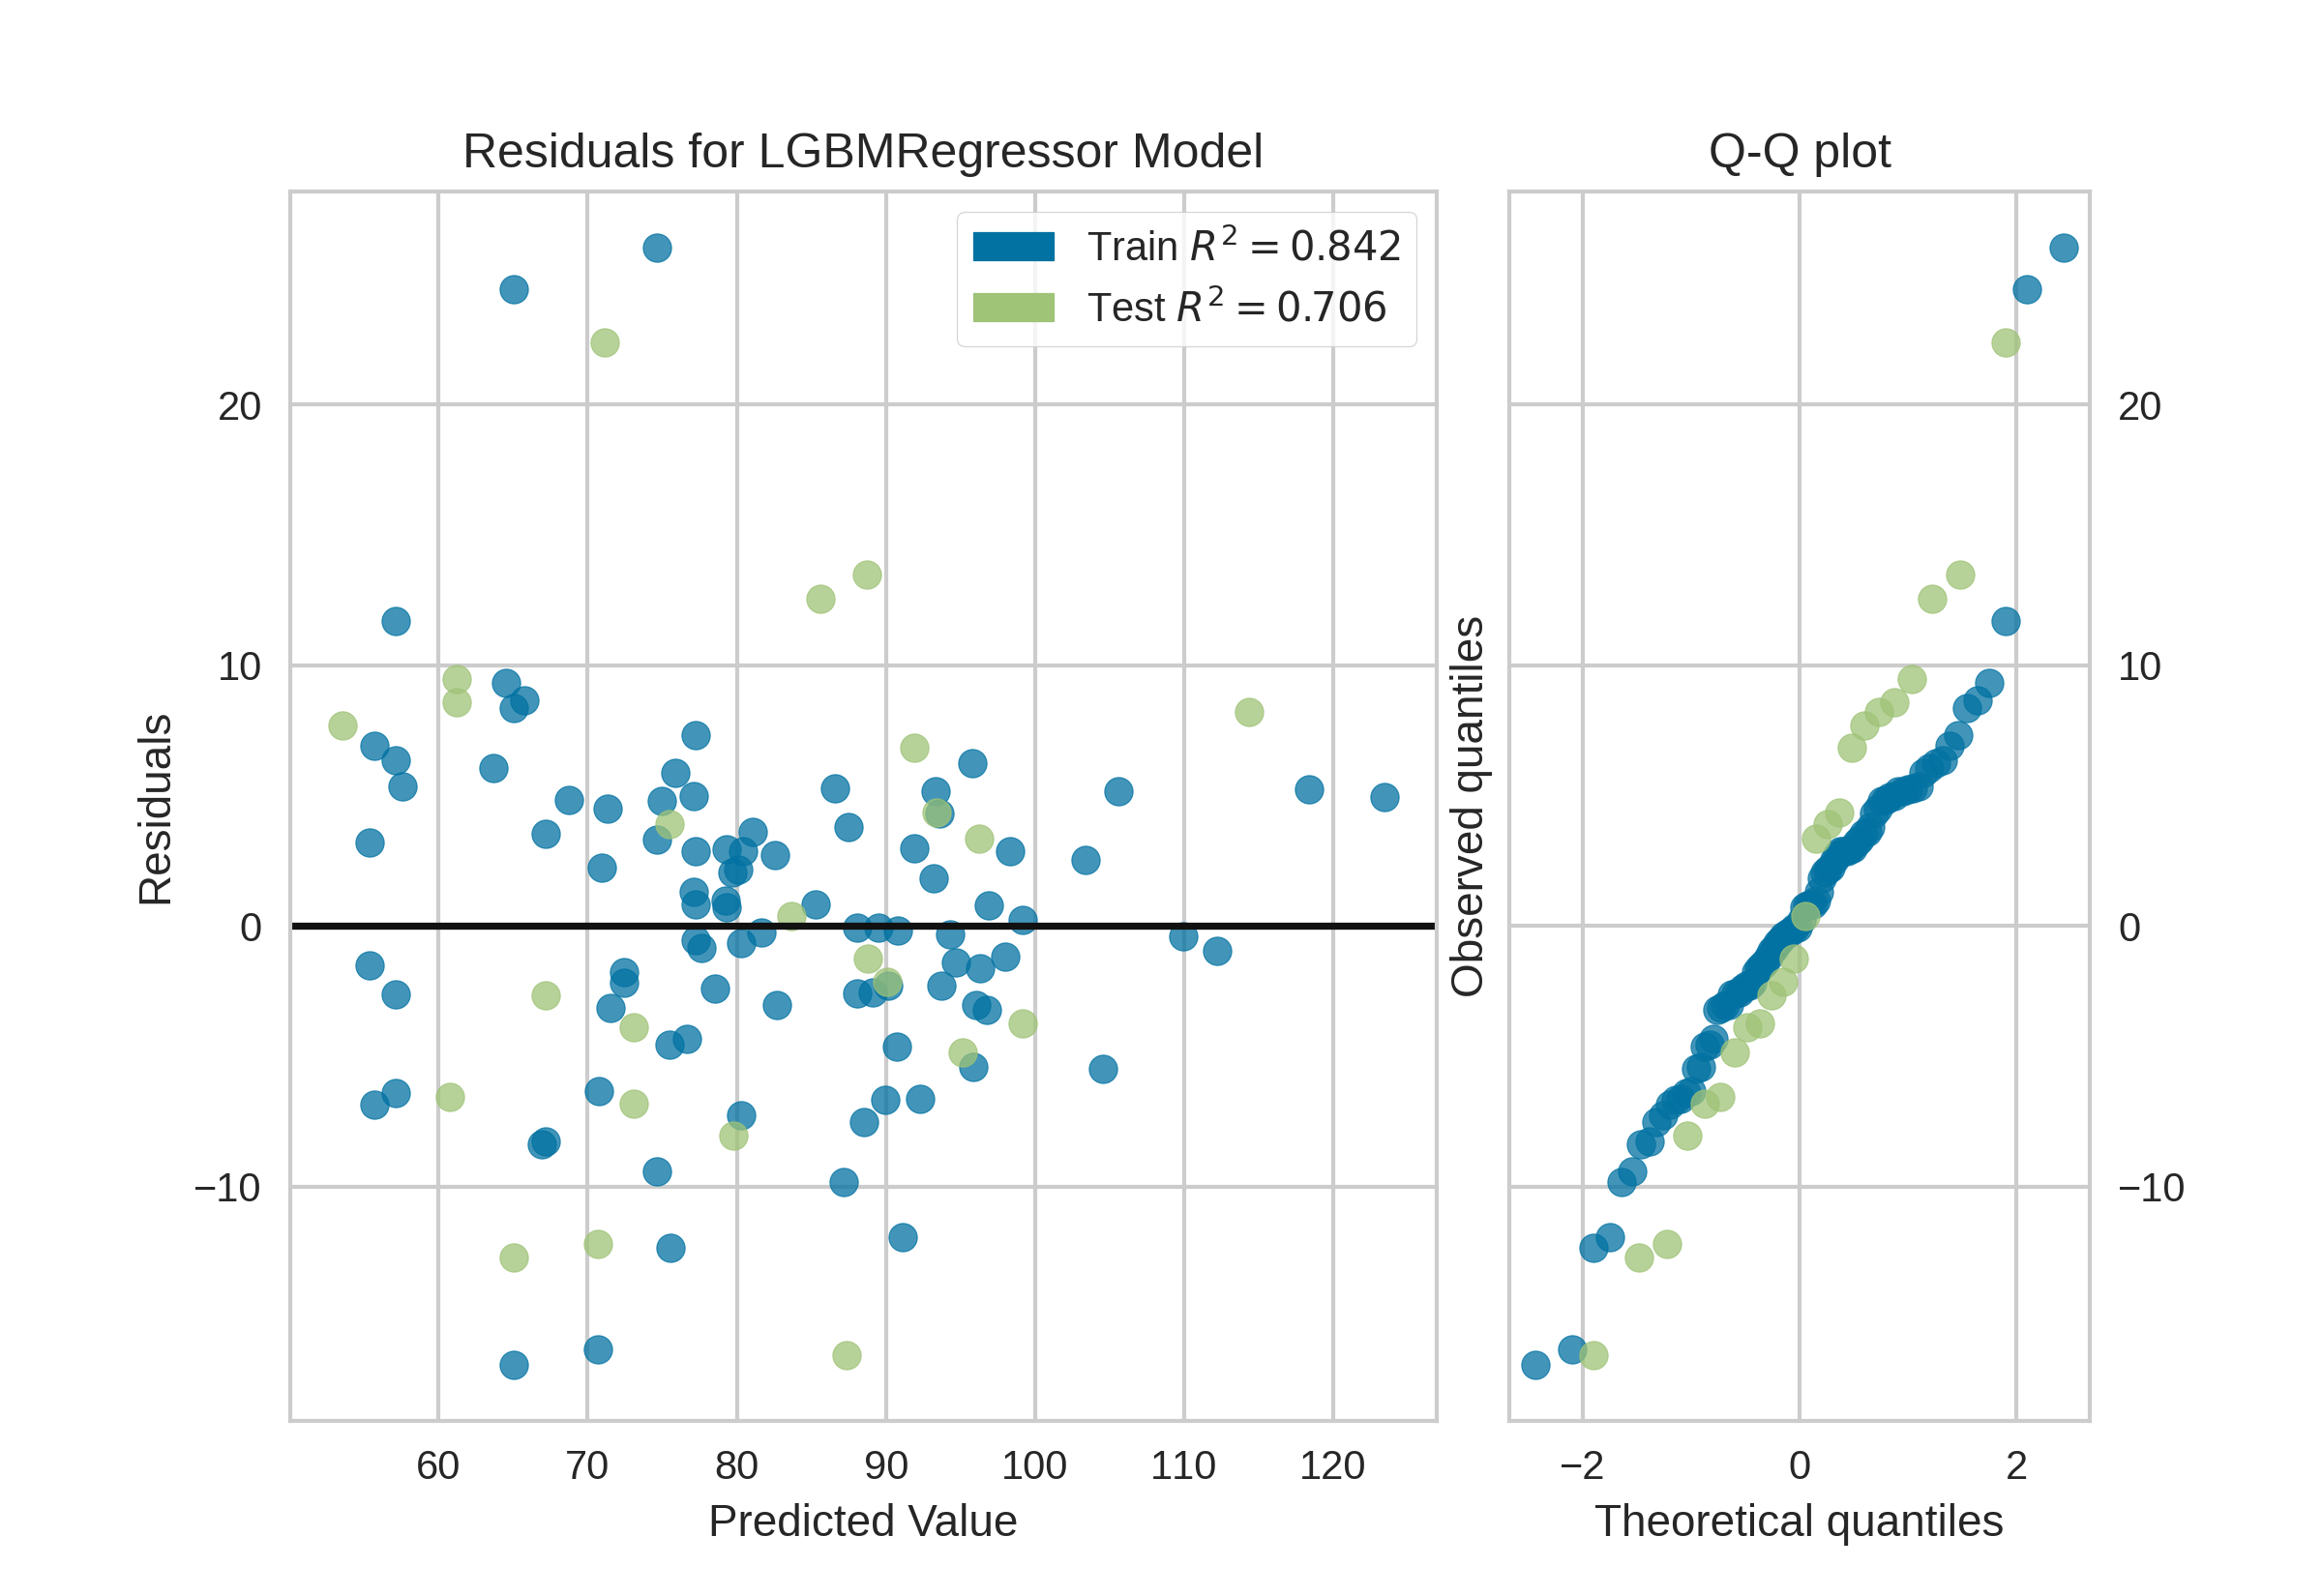 Residuals for LGBMRegressor Model
Train R² = 0.842
Test R² = 0.706
Residuals
20
10
0
−10
60 70 80 90 100 110 120
Predicted Value
Q-Q plot
Observed quantiles
20
10
0
−10
−2 0 2
Theoretical quantiles